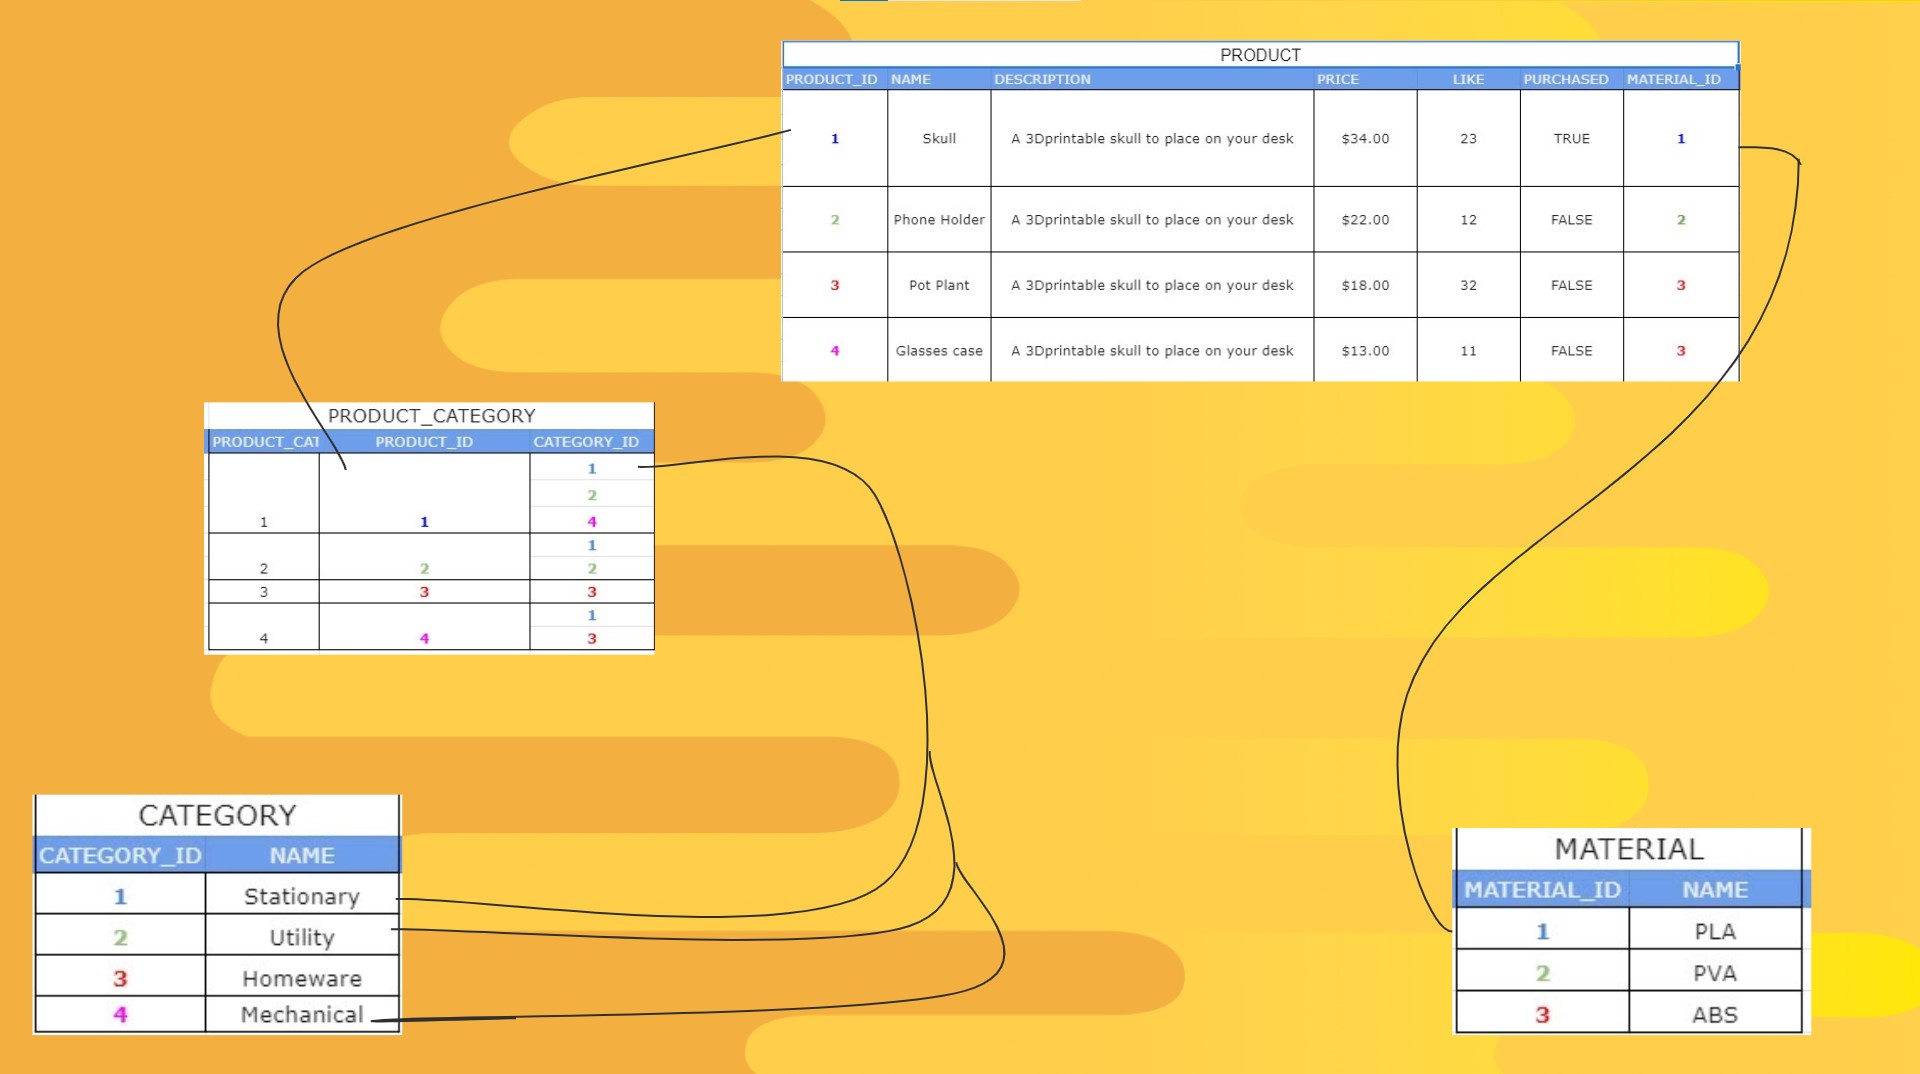 PRODUCT
PRODUCT_ID NAME DESCRIPTION PRICE LIKE PURCHASED MATERIAL_ID
1 Skull A 3Dprintable skull to place on your desk $34.00 23 TRUE 1
2 Phone Holder A 3Dprintable skull to place on your desk $22.00 12 FALSE 2
3 Pot Plant A 3Dprintable skull to place on your desk $18.00 32 FALSE 3
4 Glasses case A 3Dprintable skull to place on your desk $13.00 11 FALSE 3
PRODUCT_CATEGORY
PRODUCT_CAT PRODUCT_ID CATEGORY_ID
1
2
1 1 4
1
2 2 2
3 3 3
1
4 4 3
CATEGORY
CATEGORY_ID NAME
1 Stationary
2 Utility
3 Homeware
4 Mechanical
MATERIAL
MATERIAL_ID NAME
1 PLA
2 PVA
3 ABS